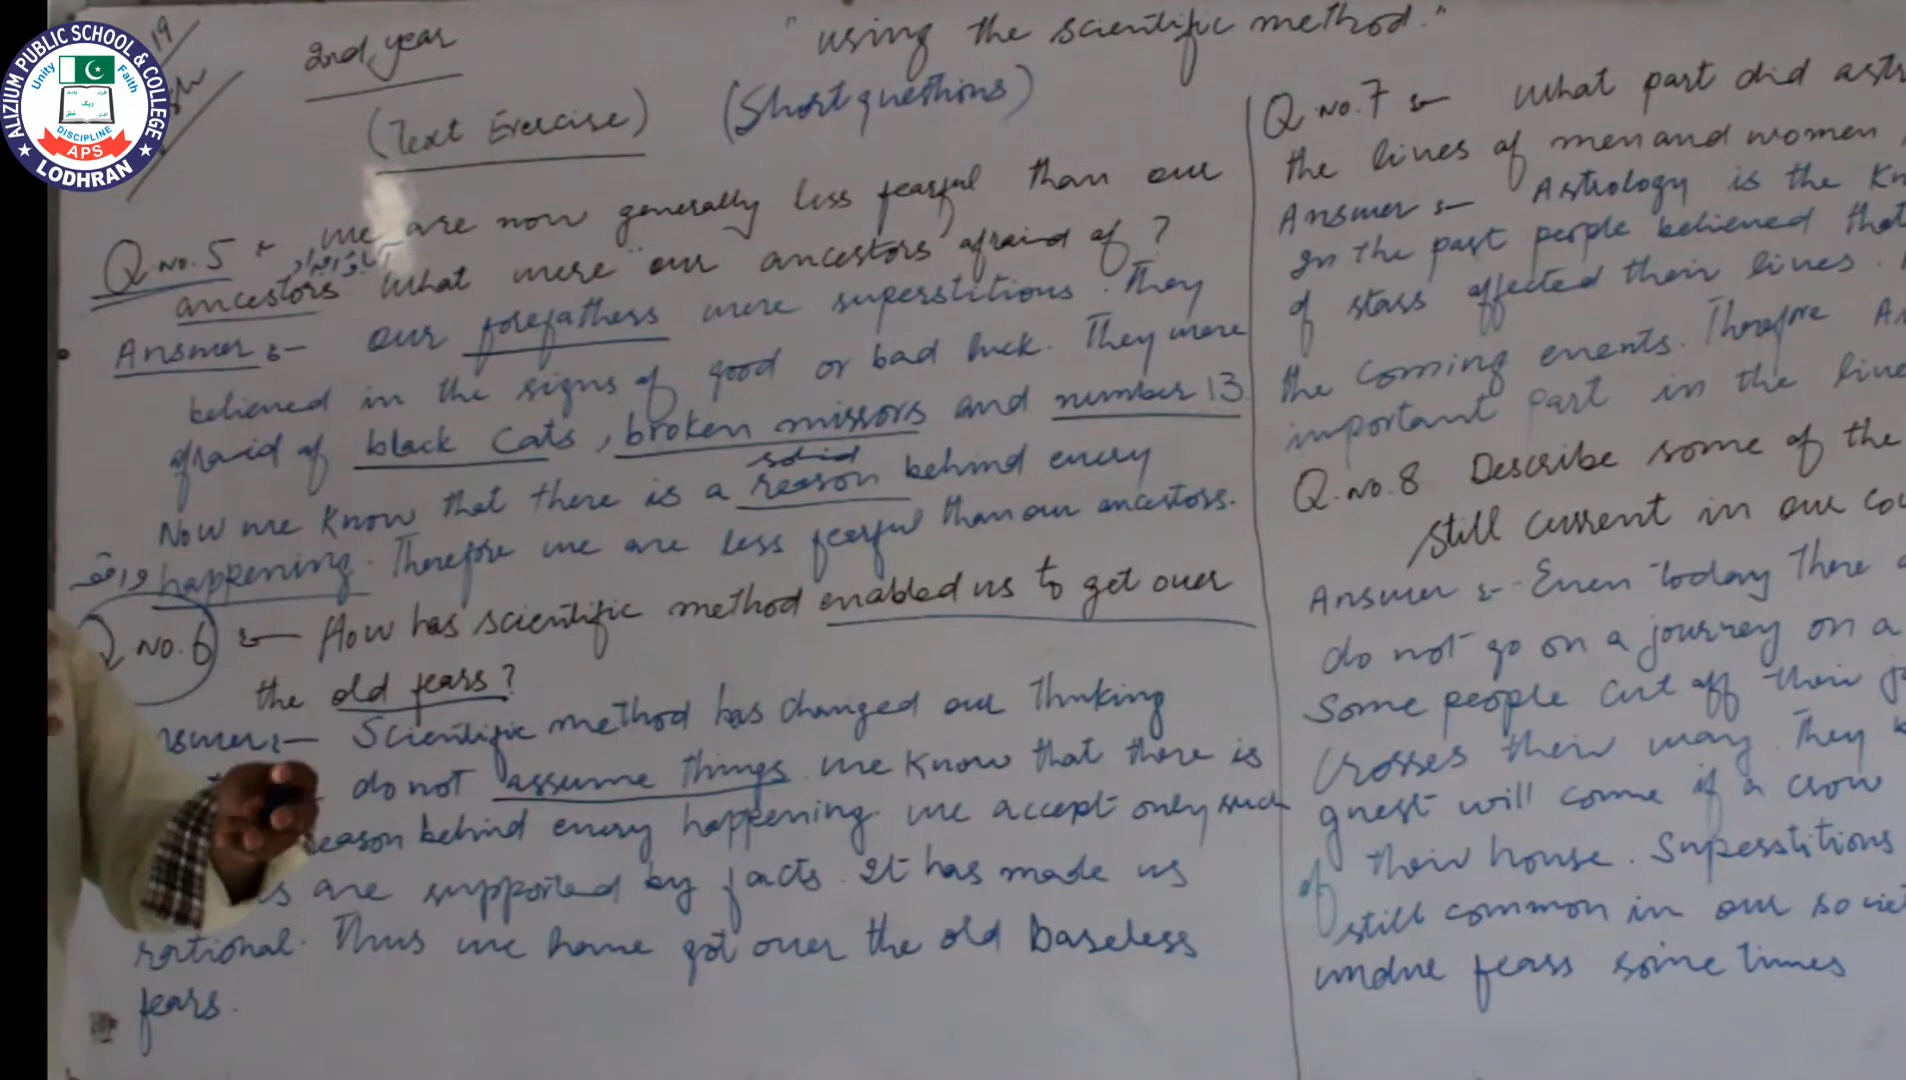 ALIZIUM PUBLIC SCHOOL & COLLEGE
Unity
Faith
DISCIPLINE
APS
LODHRAN
19
2nd year
"using the scientific method."
(Text Exercise) (Short questions)
Q No. 5 :- we are now generally less fearful than our
ancestors what were our ancestors afraid of?
Answer :- our forefathers were superstitious. They
believed in the signs of good or bad luck. They were
afraid of black cats, broken mirrors and number 13.
solid
Now we know that there is a reason behind every
واقعہ happening. Therefore we are less fearful than our ancestors.
Q No. 6 :- How has scientific method enabled us to get over
the old fears?
nswer :- Scientific method has changed our thinking
do not assume things. we know that there is
eason behind every happening. we accept only such
s are supported by facts. It has made us
rational. Thus we have got over the old baseless
fears.
Q No. 7 :- What part did astr
the lives of men and women
Answer :- Astrology is the Kn
In the past people believed that
of stars affected their lives.
the coming events. Therefore As
important part in the live
Q. No. 8 Describe some of the
still current in our cou
Answer :- Even today there a
do not go on a journey on a
Some people cut off their jo
crosses their way. They b
guest will come if a crow
of their house. Superstitions
still common in our societ
undue fears some times